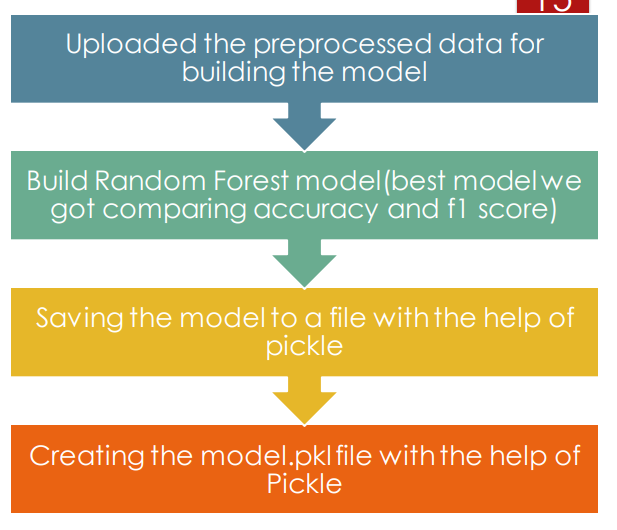 15
Uploaded the preprocessed data for
building the model
Build Random Forest model(best model we
got comparing accuracy and f1 score)
Saving the model to a file with the help of
pickle
Creating the model.pkl file with the help of
Pickle